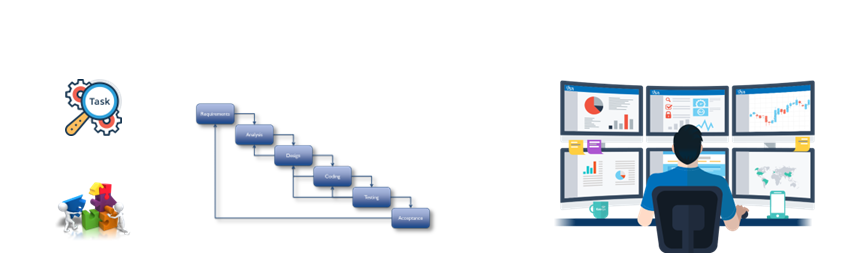 Task
Requirements
Analysis
Design
Coding
Testing
Acceptance